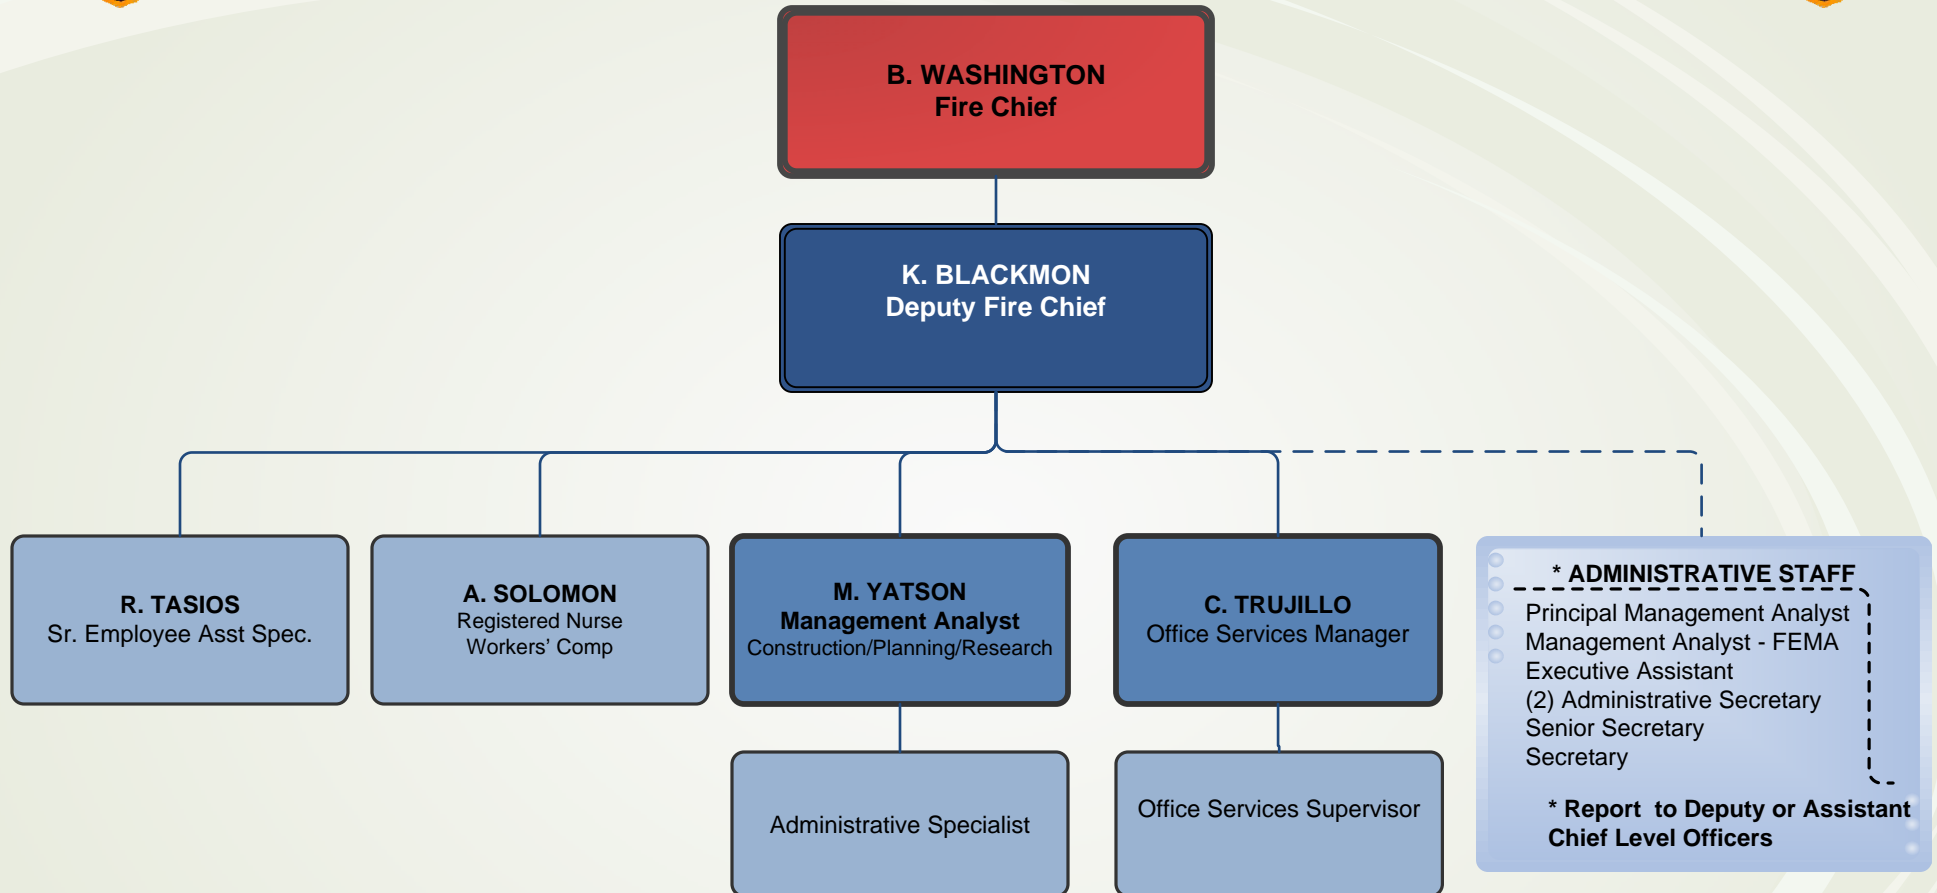 B. WASHINGTON
Fire Chief
K. BLACKMON
Deputy Fire Chief
R. TASIOS
Sr. Employee Asst Spec.
A. SOLOMON
Registered Nurse
Workers’ Comp
M. YATSON
Management Analyst
Construction/Planning/Research
C. TRUJILLO
Office Services Manager
* ADMINISTRATIVE STAFF
Principal Management Analyst
Management Analyst - FEMA
Executive Assistant
(2) Administrative Secretary
Senior Secretary
Secretary
* Report to Deputy or Assistant
Chief Level Officers
Administrative Specialist
Office Services Supervisor